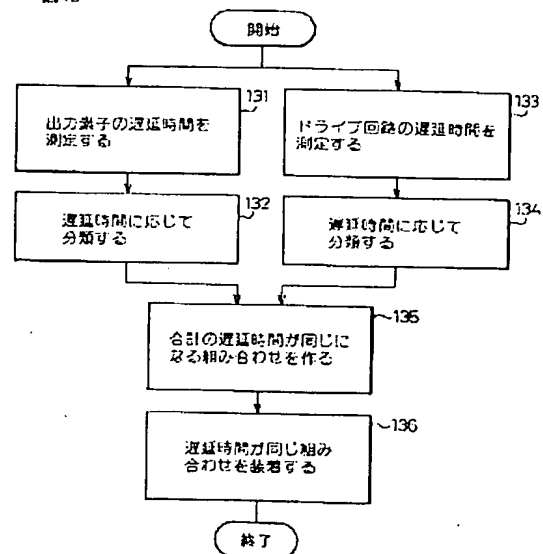 開始
131
出力素子の遅延時間を
測定する
133
ドライブ回路の遅延時間を
測定する
132
遅延時間に応じて
分類する
134
遅延時間に応じて
分類する
135
合計の遅延時間が同じに
なる組み合わせを作る
136
遅延時間が同じ組み
合わせを装着する
終了